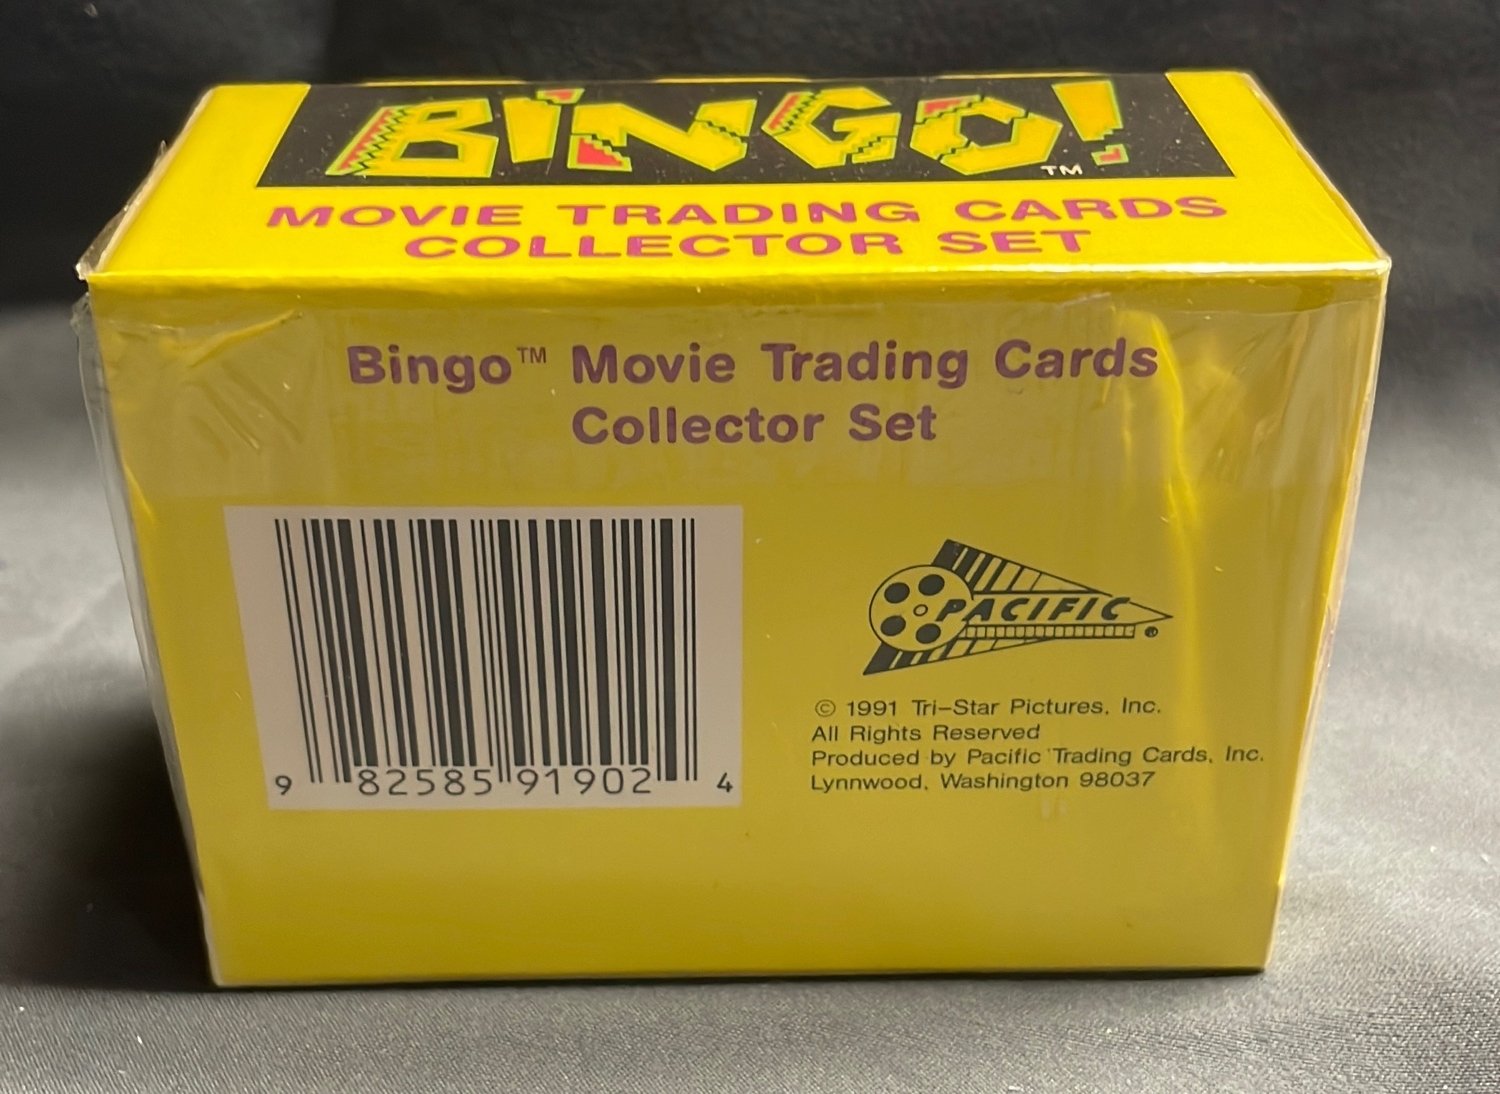 BINGO!™
MOVIE TRADING CARDS
COLLECTOR SET
Bingo™ Movie Trading Cards
Collector Set
9 82585 91902 4
PACIFIC ®
© 1991 Tri-Star Pictures, Inc.
All Rights Reserved
Produced by Pacific Trading Cards, Inc.
Lynnwood, Washington 98037